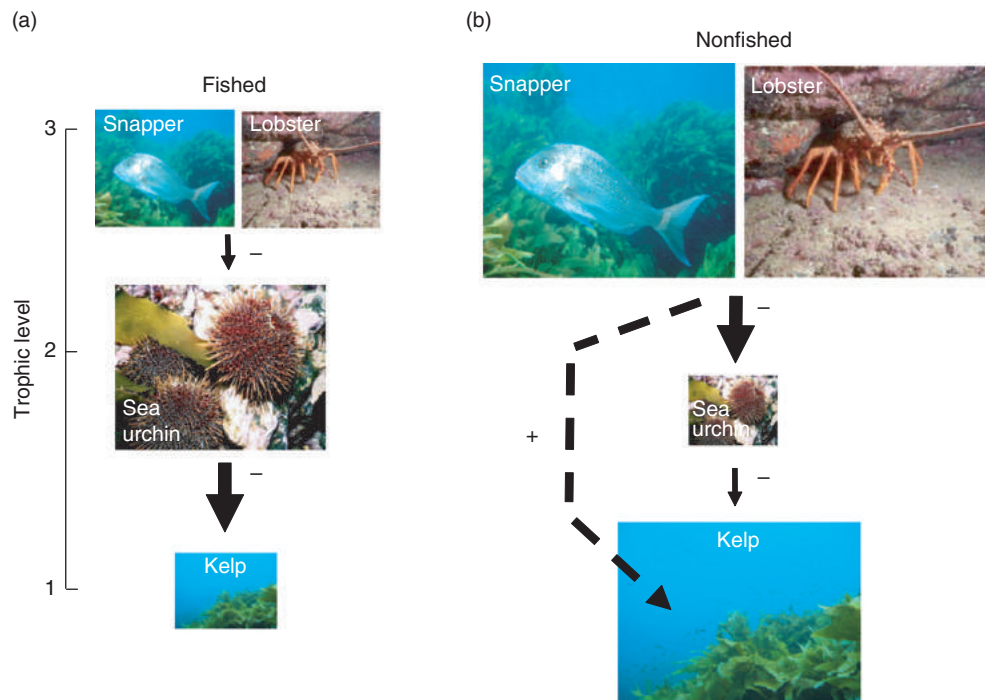 (a)
Fished
3
Snapper
Lobster
–
Trophic level
2
Sea
urchin
–
1
Kelp
(b)
Nonfished
Snapper
Lobster
–
+
Sea
urchin
–
Kelp